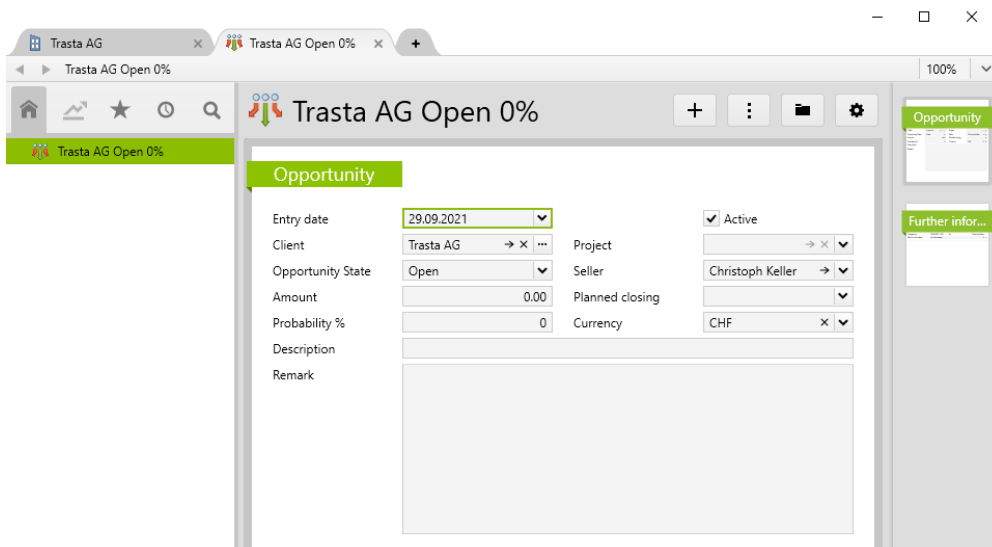 Trasta AG
Trasta AG Open 0%
Trasta AG Open 0%
100%
Trasta AG Open 0%
Trasta AG Open 0%
Opportunity
Entry date 29.09.2021 Active
Client Trasta AG Project
Opportunity State Open Seller Christoph Keller
Amount 0.00 Planned closing
Probability % 0 Currency CHF
Description
Remark
Opportunity
Further infor...